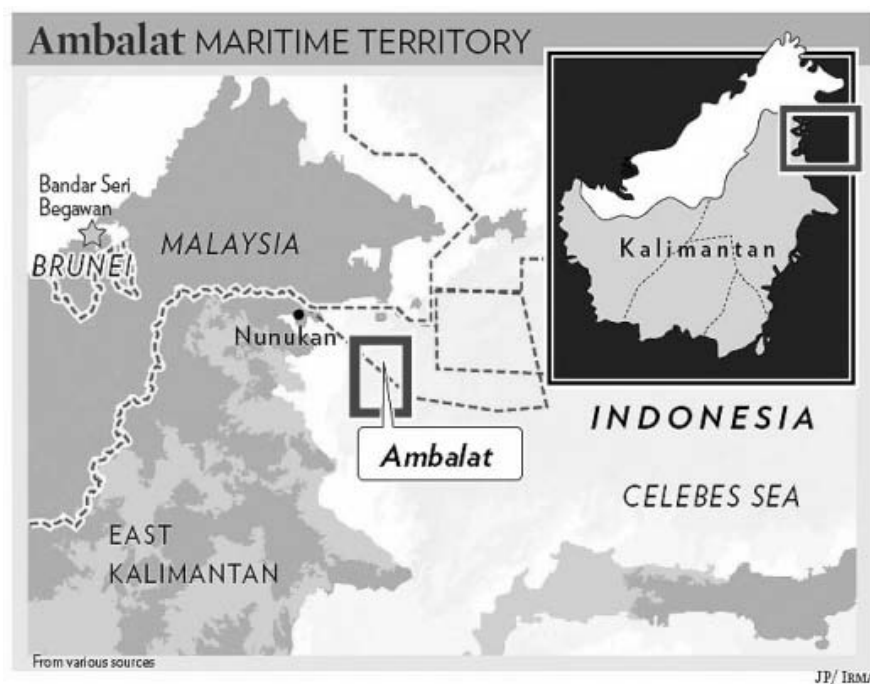 Ambalat MARITIME TERRITORY
Bandar Seri
Begawan
BRUNEI
MALAYSIA
Kalimantan
Nunukan
Ambalat
INDONESIA
CELEBES SEA
EAST
KALIMANTAN
From various sources
JP/ IRMA